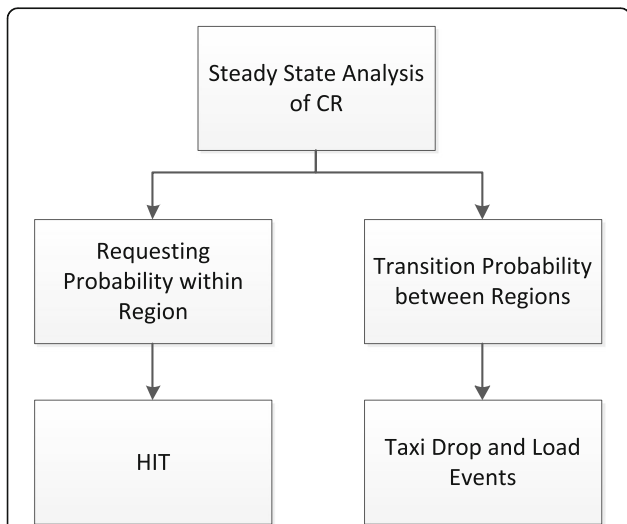 Steady State Analysis
of CR
Requesting
Probability within
Region
Transition Probability
between Regions
HIT
Taxi Drop and Load
Events